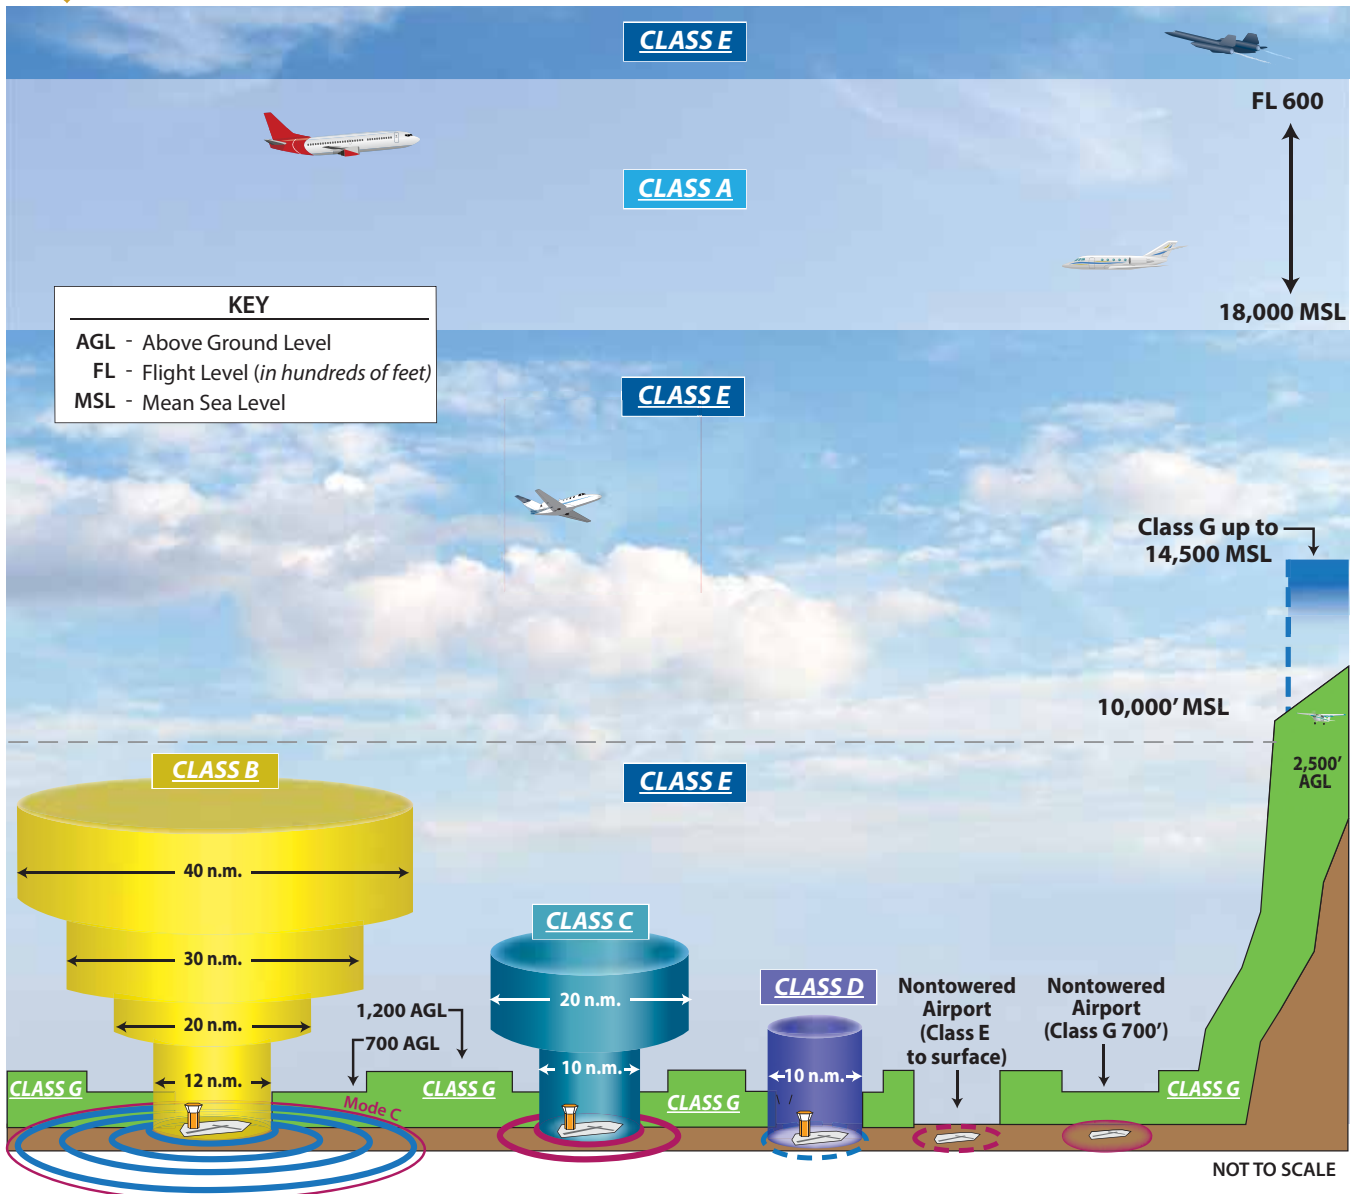 CLASS E
FL 600
CLASS A
18,000 MSL
KEY
AGL - Above Ground Level
FL - Flight Level (in hundreds of feet)
MSL - Mean Sea Level
CLASS E
Class G up to
14,500 MSL
10,000’ MSL
CLASS B
CLASS E
2,500’
AGL
40 n.m.
CLASS C
30 n.m.
CLASS D
Nontowered
Airport
(Class E
to surface)
Nontowered
Airport
(Class G 700’)
20 n.m.
1,200 AGL
20 n.m.
700 AGL
10 n.m.
10 n.m.
12 n.m.
CLASS G
CLASS G
CLASS G
CLASS G
Mode C
NOT TO SCALE